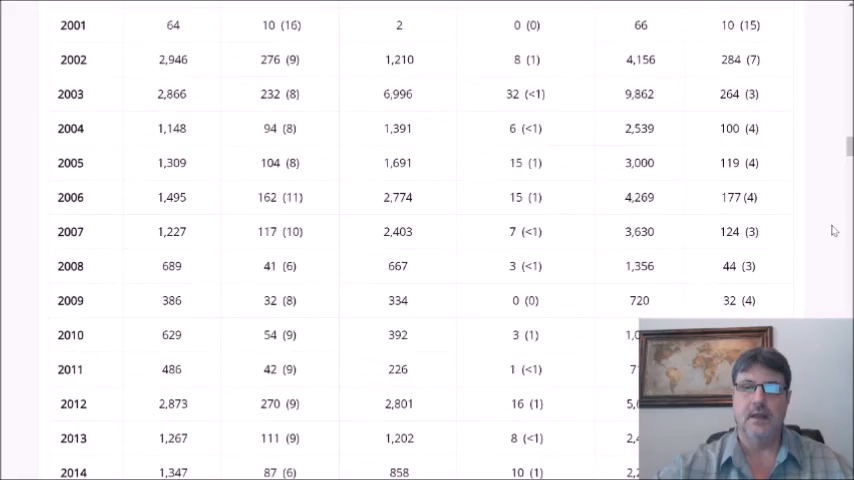 2001 64 10 (16) 2 0 (0) 66 10 (15)
2002 2,946 276 (9) 1,210 8 (1) 4,156 284 (7)
2003 2,866 232 (8) 6,996 32 (<1) 9,862 264 (3)
2004 1,148 94 (8) 1,391 6 (<1) 2,539 100 (4)
2005 1,309 104 (8) 1,691 15 (1) 3,000 119 (4)
2006 1,495 162 (11) 2,774 15 (1) 4,269 177 (4)
2007 1,227 117 (10) 2,403 7 (<1) 3,630 124 (3)
2008 689 41 (6) 667 3 (<1) 1,356 44 (3)
2009 386 32 (8) 334 0 (0) 720 32 (4)
2010 629 54 (9) 392 3 (1)
2011 486 42 (9) 226 1 (<1)
2012 2,873 270 (9) 2,801 16 (1)
2013 1,267 111 (9) 1,202 8 (<1)
2014 1,347 87 (6) 858 10 (1)